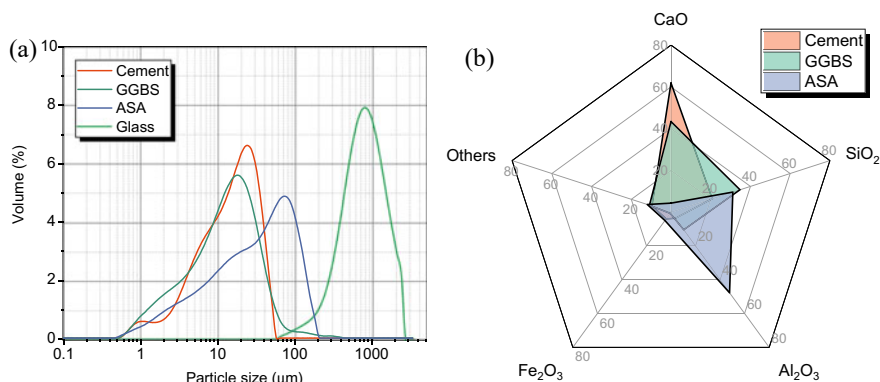 (a)
10
8
6
4
2
0
Volume (%)
Cement
GGBS
ASA
Glass
0.1
1
10
100
1000
Particle size (µm)
(b)
CaO
80
60
40
20
SiO₂
80
60
40
20
Al₂O₃
80
60
40
20
Fe₂O₃
80
60
40
20
Others
80
60
40
20
Cement
GGBS
ASA